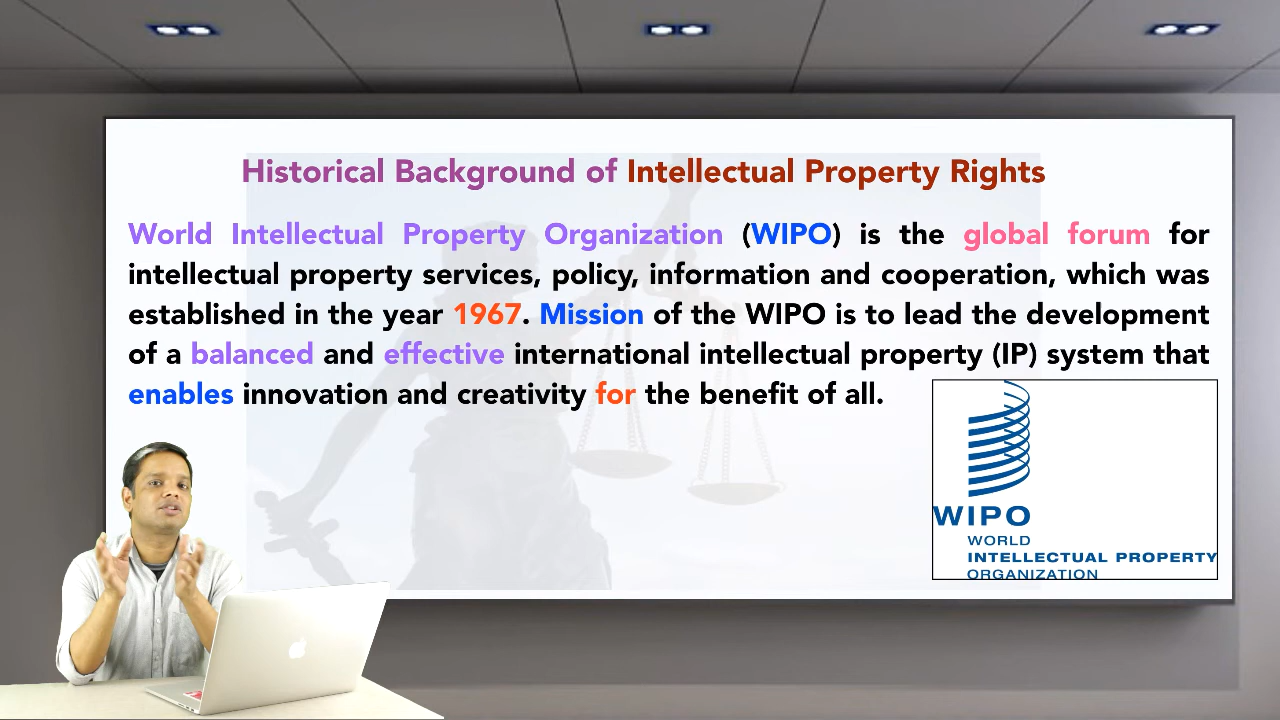 Historical Background of Intellectual Property Rights
World Intellectual Property Organization (WIPO) is the global forum for
intellectual property services, policy, information and cooperation, which was
established in the year 1967. Mission of the WIPO is to lead the development
of a balanced and effective international intellectual property (IP) system that
enables innovation and creativity for the benefit of all.
WIPO
WORLD
INTELLECTUAL PROPERTY
ORGANIZATION